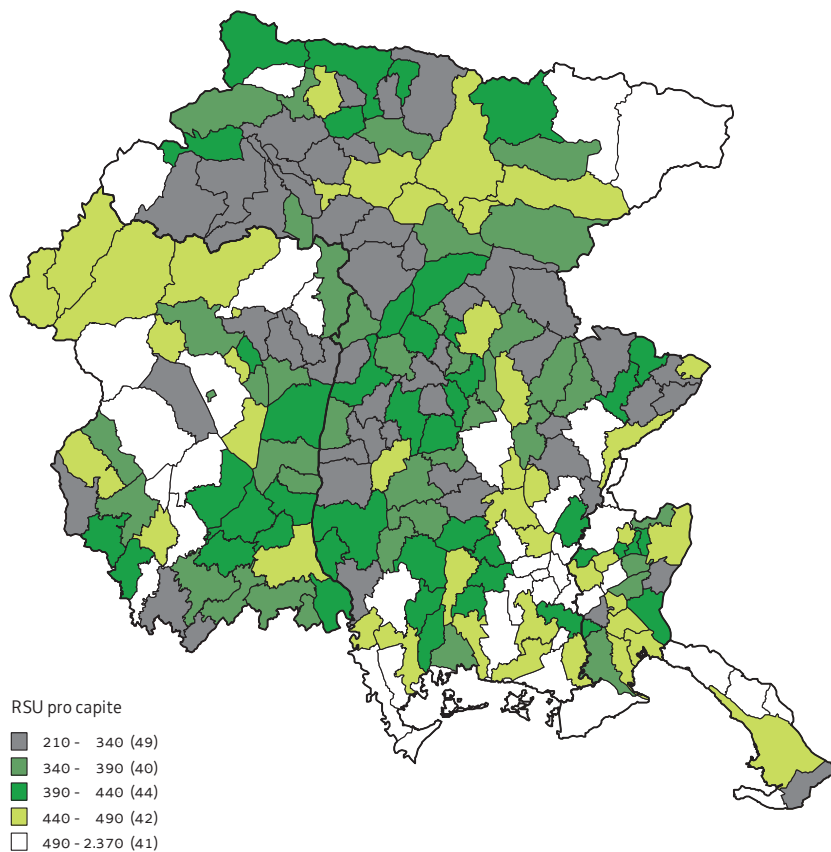 RSU pro capite
210 - 340 (49)
340 - 390 (40)
390 - 440 (44)
440 - 490 (42)
490 - 2.370 (41)